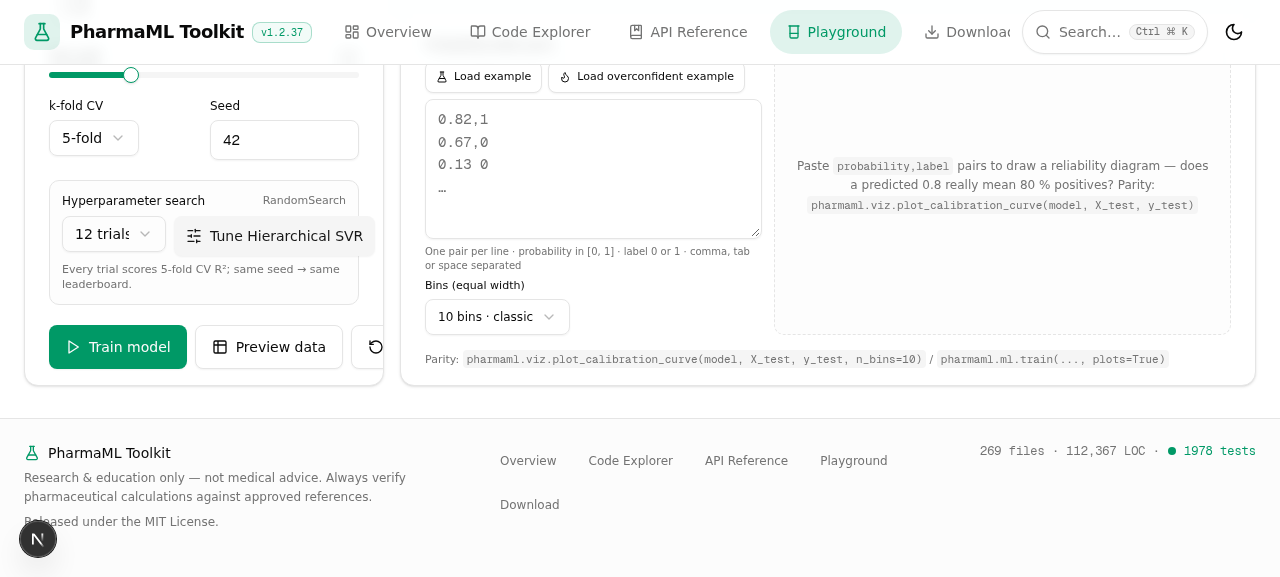 PharmaML Toolkit v1.2.37 Overview Code Explorer API Reference Playground Download Search… Ctrl ⌘ K
k-fold CV Seed
5-fold 42
Hyperparameter search RandomSearch
12 trials Tune Hierarchical SVR
Every trial scores 5-fold CV R²; same seed → same
leaderboard.
Train model Preview data
Load example Load overconfident example
0.82,1
0.67,0
0.13 0
…
One pair per line · probability in [0, 1] · label 0 or 1 · comma, tab
or space separated
Bins (equal width)
10 bins · classic
Paste probability,label pairs to draw a reliability diagram — does
a predicted 0.8 really mean 80 % positives? Parity:
pharmaml.viz.plot_calibration_curve(model, X_test, y_test)
Parity: pharmaml.viz.plot_calibration_curve(model, X_test, y_test, n_bins=10) / pharmaml.ml.train(..., plots=True)
PharmaML Toolkit
Research & education only — not medical advice. Always verify
pharmaceutical calculations against approved references.
Released under the MIT License.
N
Overview Code Explorer API Reference Playground
Download
269 files · 112,367 LOC · 1978 tests